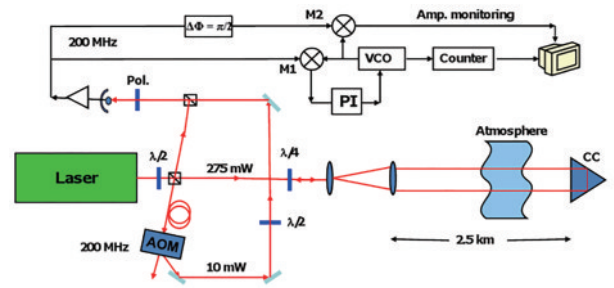 M2
Amp. monitoring
ΔΦ = π/2
200 MHz
M1
VCO
Counter
PI
Pol.
λ/2
λ/4
Atmosphere
CC
Laser
275 mW
λ/2
200 MHz
AOM
10 mW
2.5 km